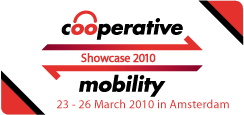 cooperative
Showcase 2010
mobility
23 - 26 March 2010 in Amsterdam